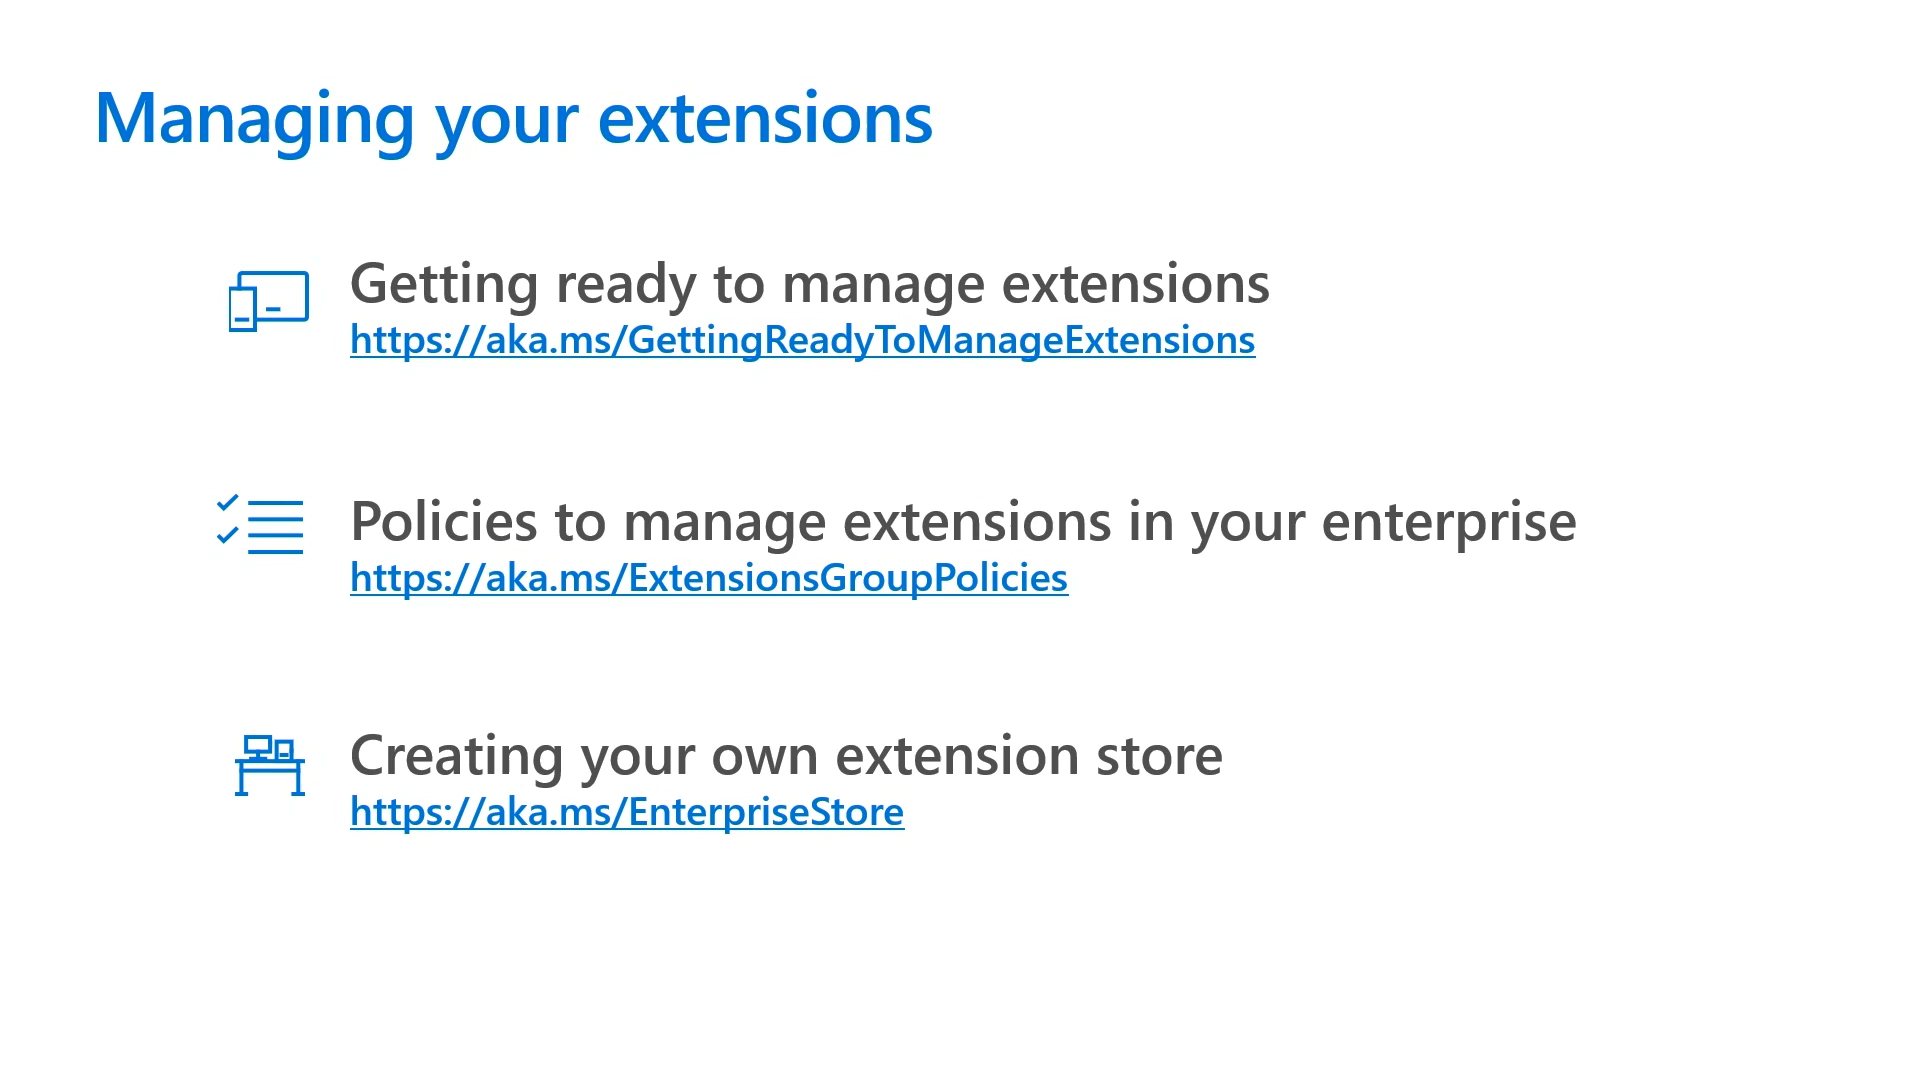 Managing your extensions
Getting ready to manage extensions
https://aka.ms/GettingReadyToManageExtensions
Policies to manage extensions in your enterprise
https://aka.ms/ExtensionsGroupPolicies
Creating your own extension store
https://aka.ms/EnterpriseStore